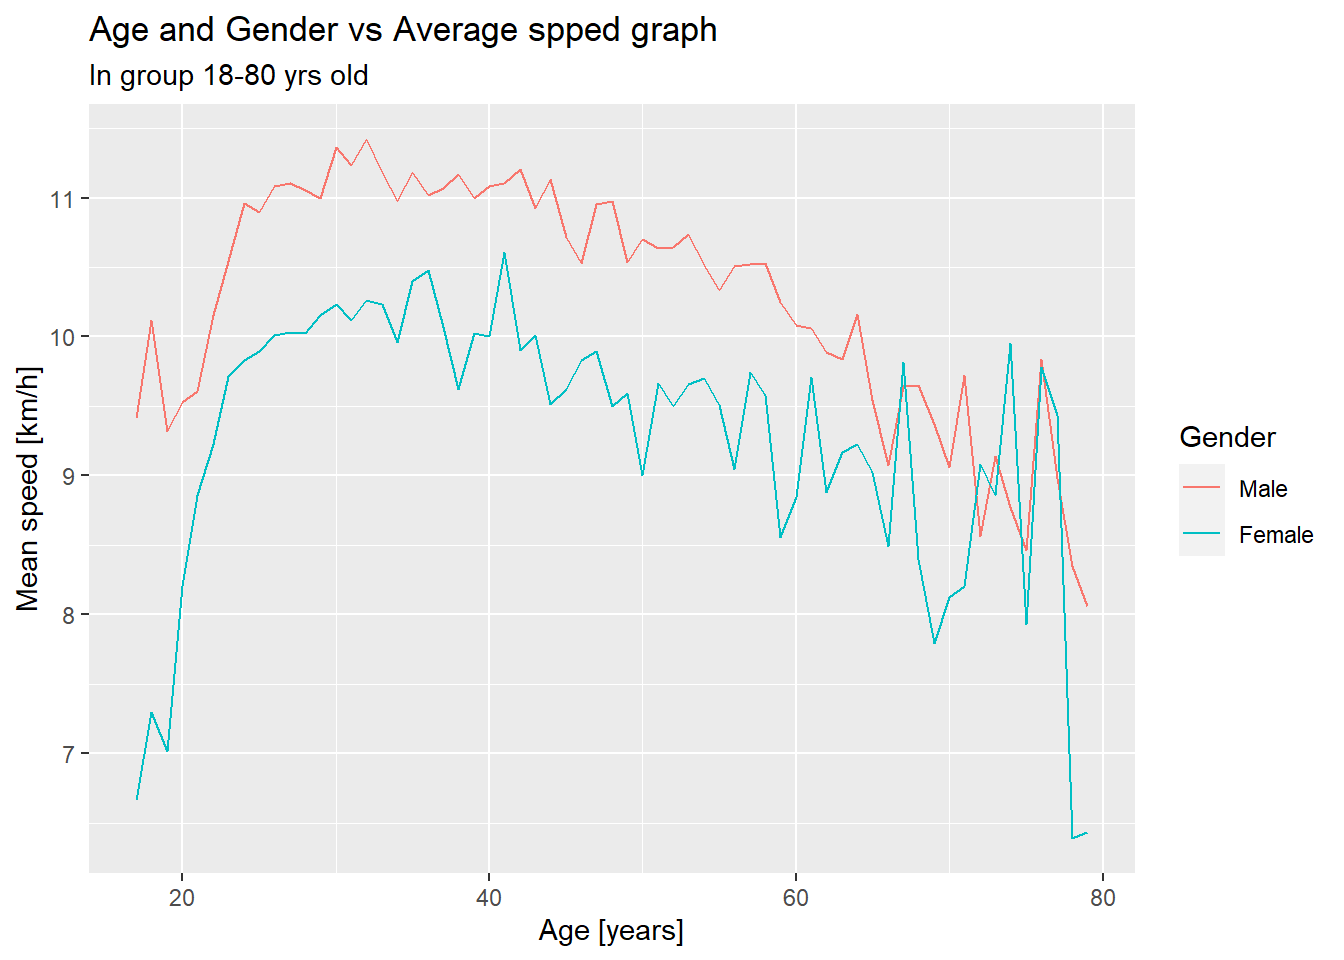 Age and Gender vs Average spped graph
In group 18-80 yrs old
11
10
9
8
7
Mean speed [km/h]
20
40
60
80
Age [years]
Gender
Male
Female